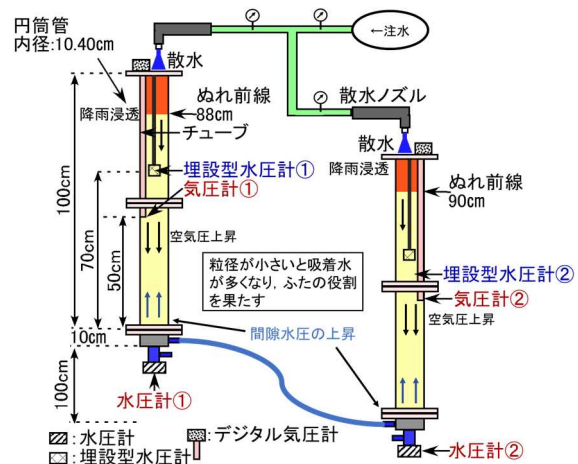 円筒管
内径:10.40cm
散水
←注水
降雨浸透
ぬれ前線
88cm
チューブ
散水ノズル
散水
埋設型水圧計①
気圧計①
降雨浸透
ぬれ前線
90cm
100cm
70cm
50cm
空気圧上昇
粒径が小さいと吸着水
が多くなり，ふたの役割
を果たす
埋設型水圧計②
気圧計②
空気圧上昇
10cm
間隙水圧の上昇
100cm
水圧計①
:水圧計
:デジタル気圧計
:埋設型水圧計
水圧計②